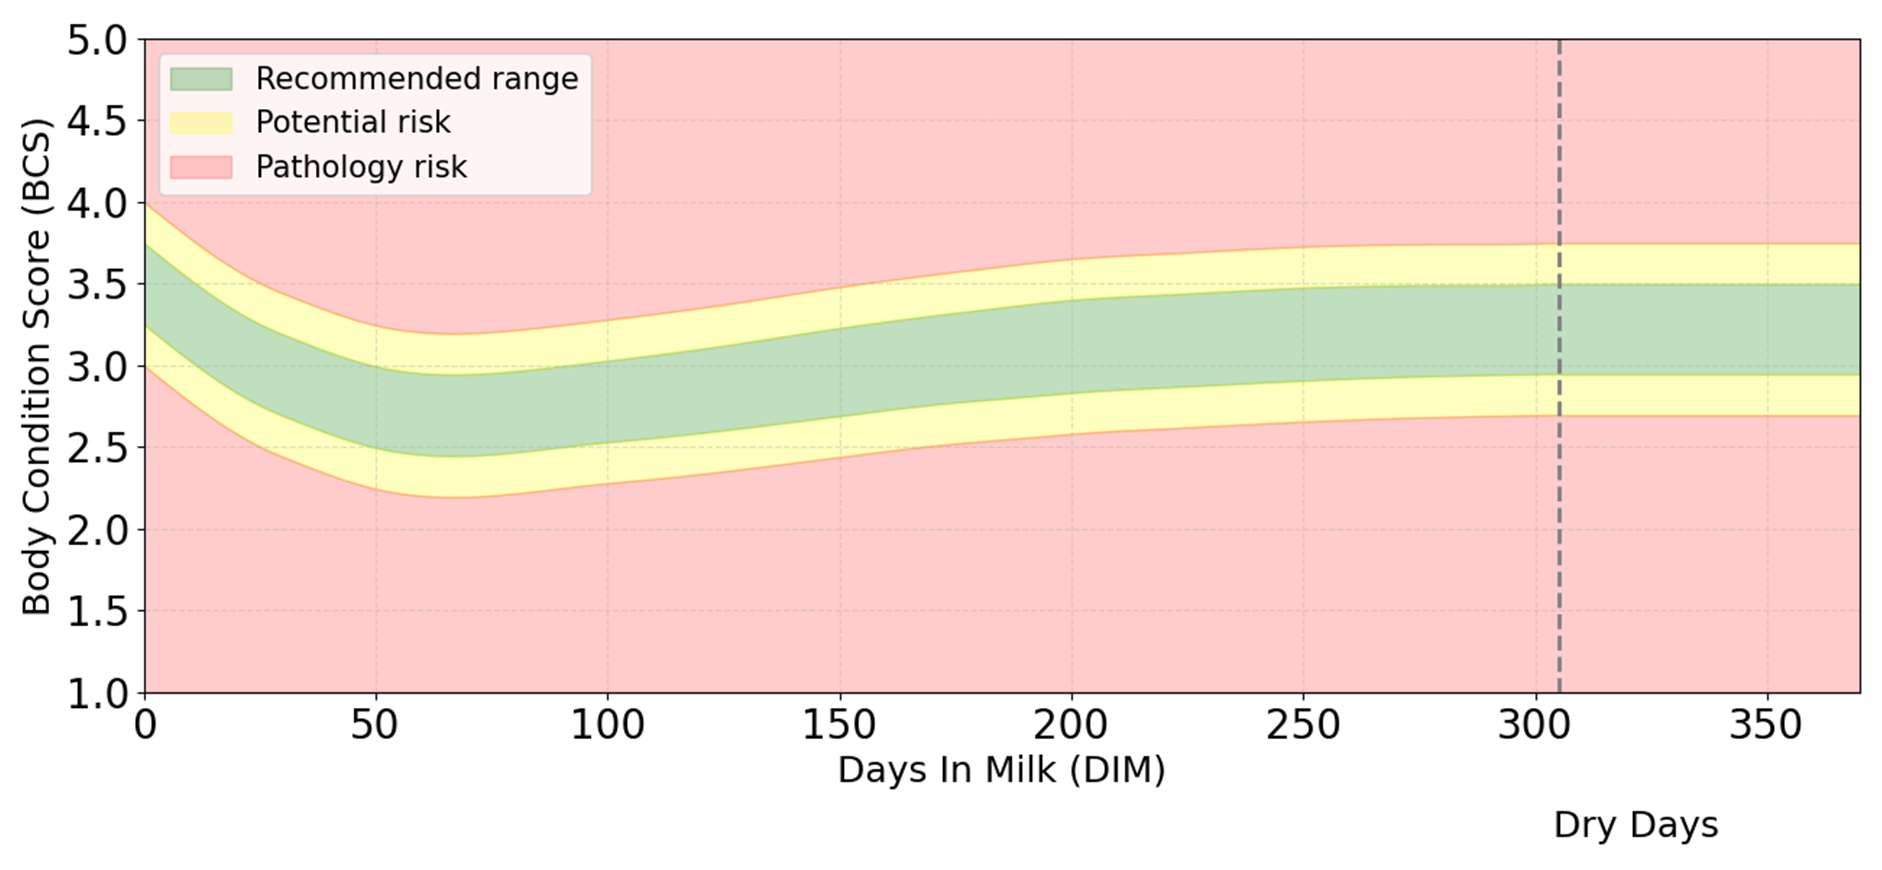 5.0
4.5
4.0
3.5
3.0
2.5
2.0
1.5
1.0
Body Condition Score (BCS)
Recommended range
Potential risk
Pathology risk
0 50 100 150 200 250 300 350
Days In Milk (DIM)
Dry Days